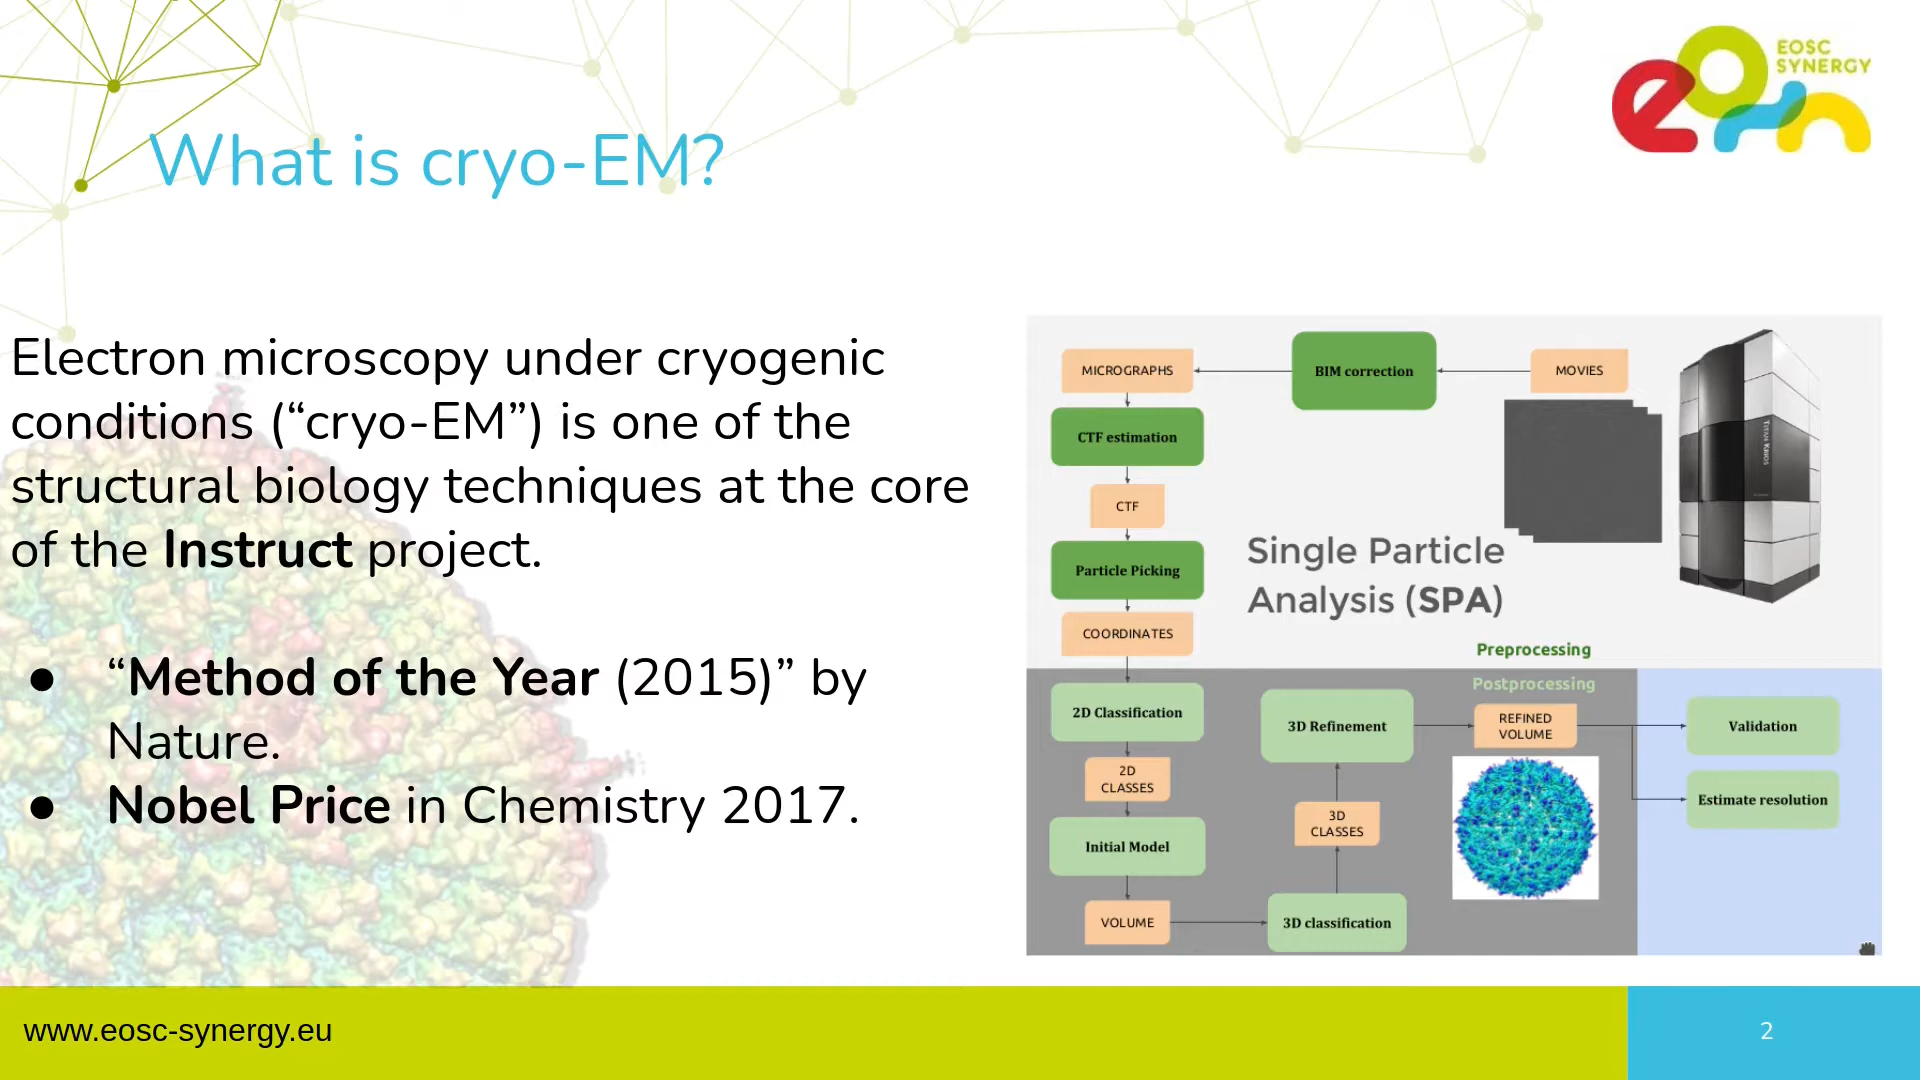 EOSC
SYNERGY
What is cryo-EM?
Electron microscopy under cryogenic
conditions (“cryo-EM”) is one of the
structural biology techniques at the core
of the Instruct project.
● “Method of the Year (2015)” by
Nature.
● Nobel Price in Chemistry 2017.
MICROGRAPHS
BIM correction
MOVIES
CTF estimation
TITAN KRIOS
CTF
Particle Picking
Single Particle
Analysis (SPA)
COORDINATES
Preprocessing
Postprocessing
2D Classification
3D Refinement
REFINED
VOLUME
Validation
2D
CLASSES
3D
CLASSES
Estimate resolution
Initial Model
VOLUME
3D classification
www.eosc-synergy.eu
2